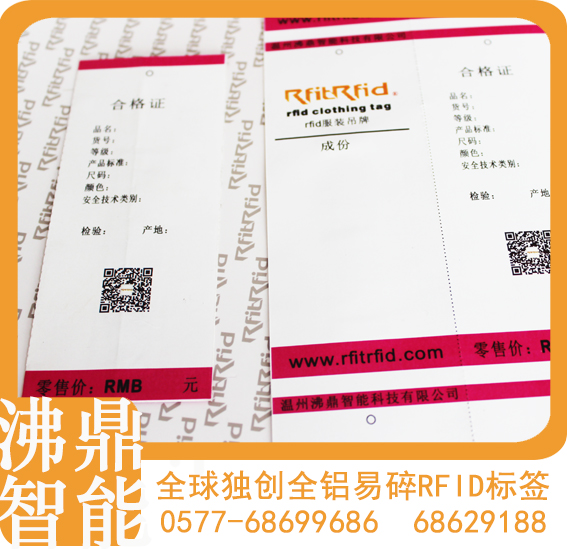 合格证
品名：
货号：
等级：
产品标准：
尺码：
颜色：
安全技术类别：
检验： 产地：
零售价：RMB 元
温州沸鼎智能科技有限公司
RfitRfid®
rfid clothing tag
rfid服装吊牌
成份
www.rfitrfid.com
温州沸鼎智能科技有限公司
合格证
品名：
货号：
等级：
产品标准：
尺码：
颜色：
安全技术类别：
检验： 产地
零售价：R
RfitRfid
沸鼎
智能
全球独创全铝易碎RFID标签
0577-68699686 68629188